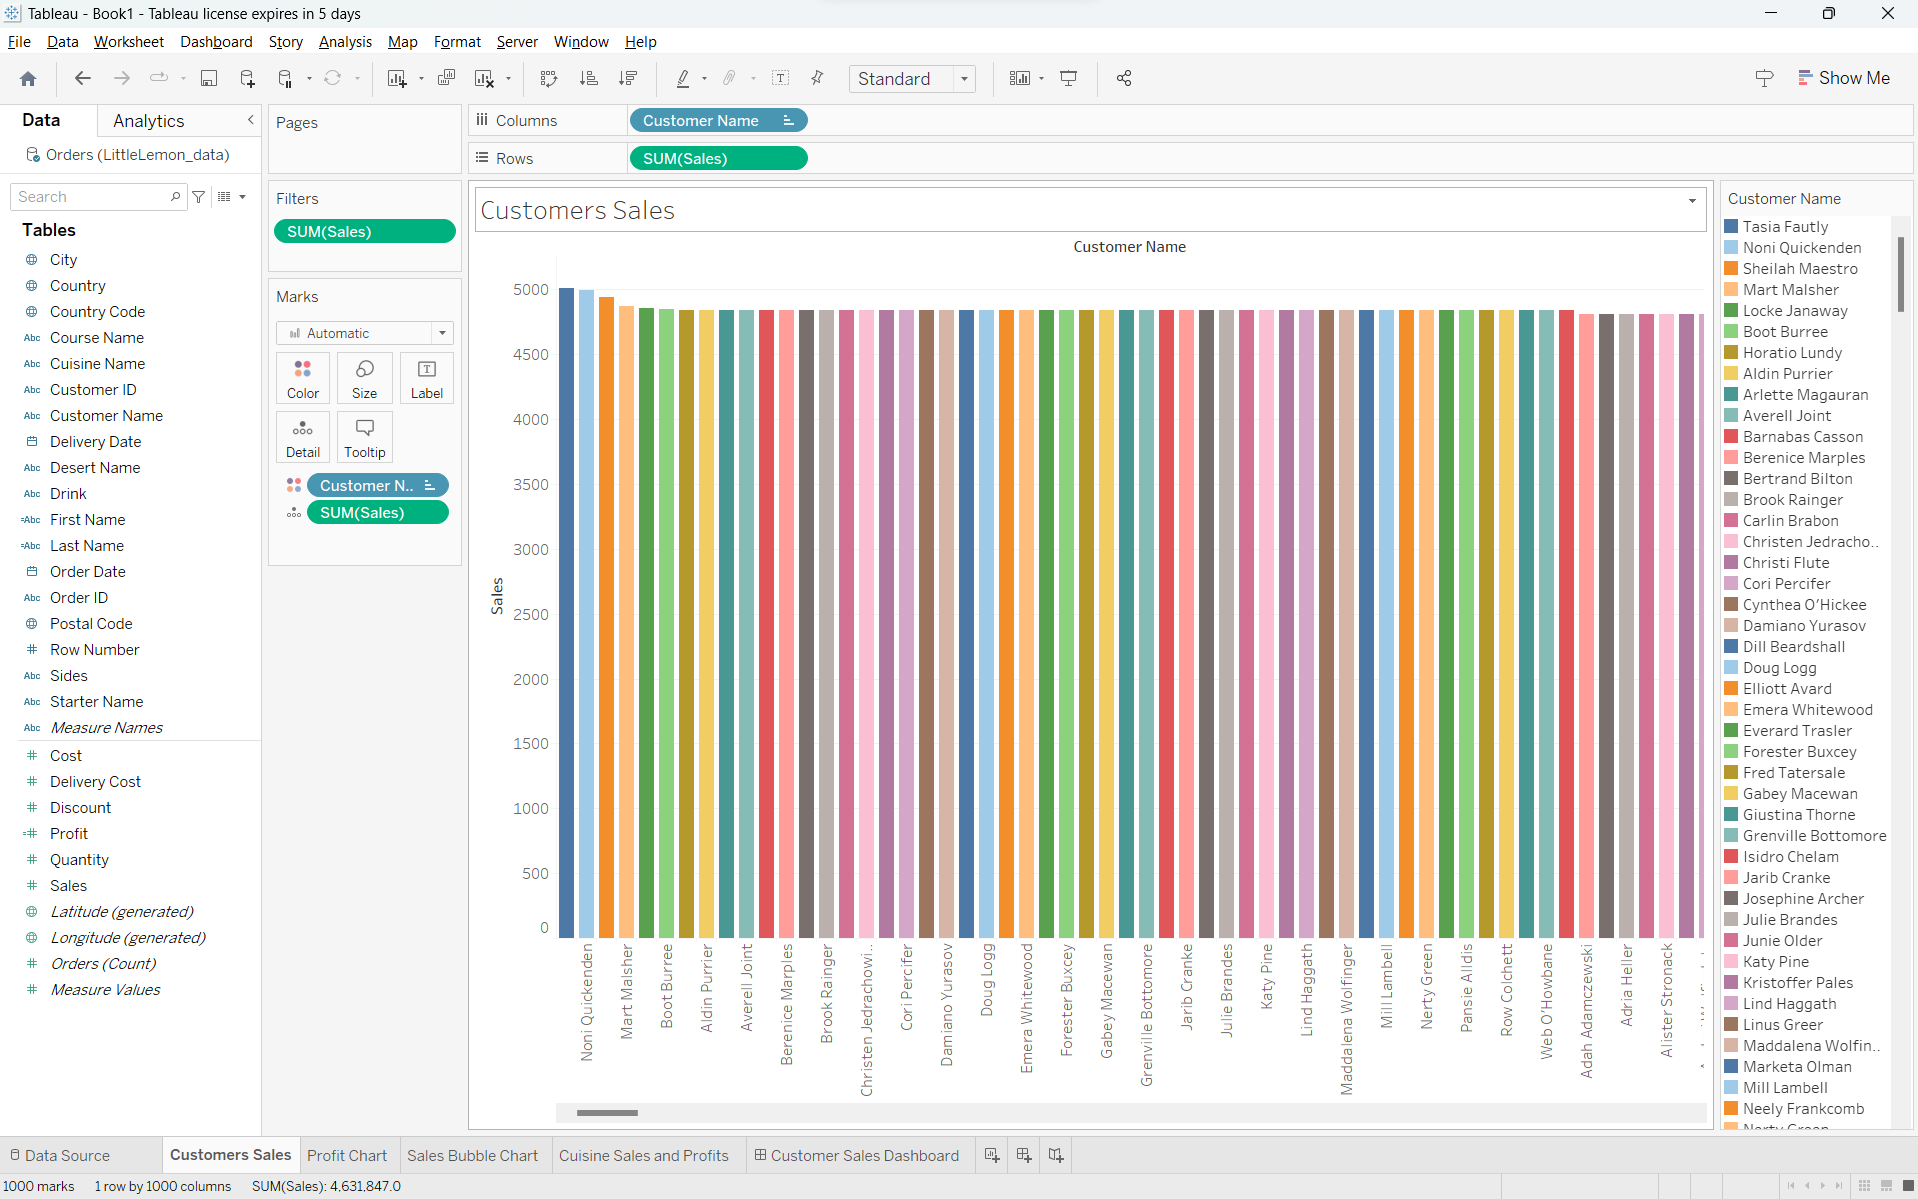 Tableau - Book1 - Tableau license expires in 5 days
File Data Worksheet Dashboard Story Analysis Map Format Server Window Help
Standard
Show Me
Data Analytics
Orders (LittleLemon_data)
Search
Tables
City
Country
Country Code
Abc Course Name
Abc Cuisine Name
Abc Customer ID
Abc Customer Name
Delivery Date
Abc Desert Name
Abc Drink
=Abc First Name
=Abc Last Name
Order Date
Abc Order ID
Postal Code
# Row Number
Abc Sides
Abc Starter Name
Abc Measure Names
# Cost
# Delivery Cost
# Discount
=# Profit
# Quantity
# Sales
Latitude (generated)
Longitude (generated)
# Orders (Count)
# Measure Values
Pages
Filters
SUM(Sales)
Marks
Automatic
Color Size Label
Detail Tooltip
Customer N..
SUM(Sales)
Columns Customer Name
Rows SUM(Sales)
Customers Sales
Customer Name
5000
4500
4000
3500
3000
2500
2000
1500
1000
500
0
Sales
Noni Quickenden
Mart Malsher
Boot Burree
Aldin Purrier
Averell Joint
Berenice Marples
Brook Rainger
Christen Jedrachowi..
Cori Percifer
Damiano Yurasov
Doug Logg
Emera Whitewood
Forester Buxcey
Gabey Macewan
Grenville Bottomore
Jarib Cranke
Julie Brandes
Katy Pine
Lind Haggath
Maddalena Wolfinger
Mill Lambell
Nerty Green
Pansie Alldis
Row Colchett
Web O'Howbane
Adah Adamczewski
Adria Heller
Alister Stronack
Customer Name
Tasia Fautly
Noni Quickenden
Sheilah Maestro
Mart Malsher
Locke Janaway
Boot Burree
Horatio Lundy
Aldin Purrier
Arlette Magauran
Averell Joint
Barnabas Casson
Berenice Marples
Bertrand Bilton
Brook Rainger
Carlin Brabon
Christen Jedracho..
Christi Flute
Cori Percifer
Cynthea O'Hickee
Damiano Yurasov
Dill Beardshall
Doug Logg
Elliott Avard
Emera Whitewood
Everard Trasler
Forester Buxcey
Fred Tatersale
Gabey Macewan
Giustina Thorne
Grenville Bottomore
Isidro Chelam
Jarib Cranke
Josephine Archer
Julie Brandes
Junie Older
Katy Pine
Kristoffer Pales
Lind Haggath
Linus Greer
Maddalena Wolfin..
Marketa Olman
Mill Lambell
Neely Frankcomb
Nerty Green
Data Source Customers Sales Profit Chart Sales Bubble Chart Cuisine Sales and Profits Customer Sales Dashboard
1000 marks 1 row by 1000 columns SUM(Sales): 4,631,847.0